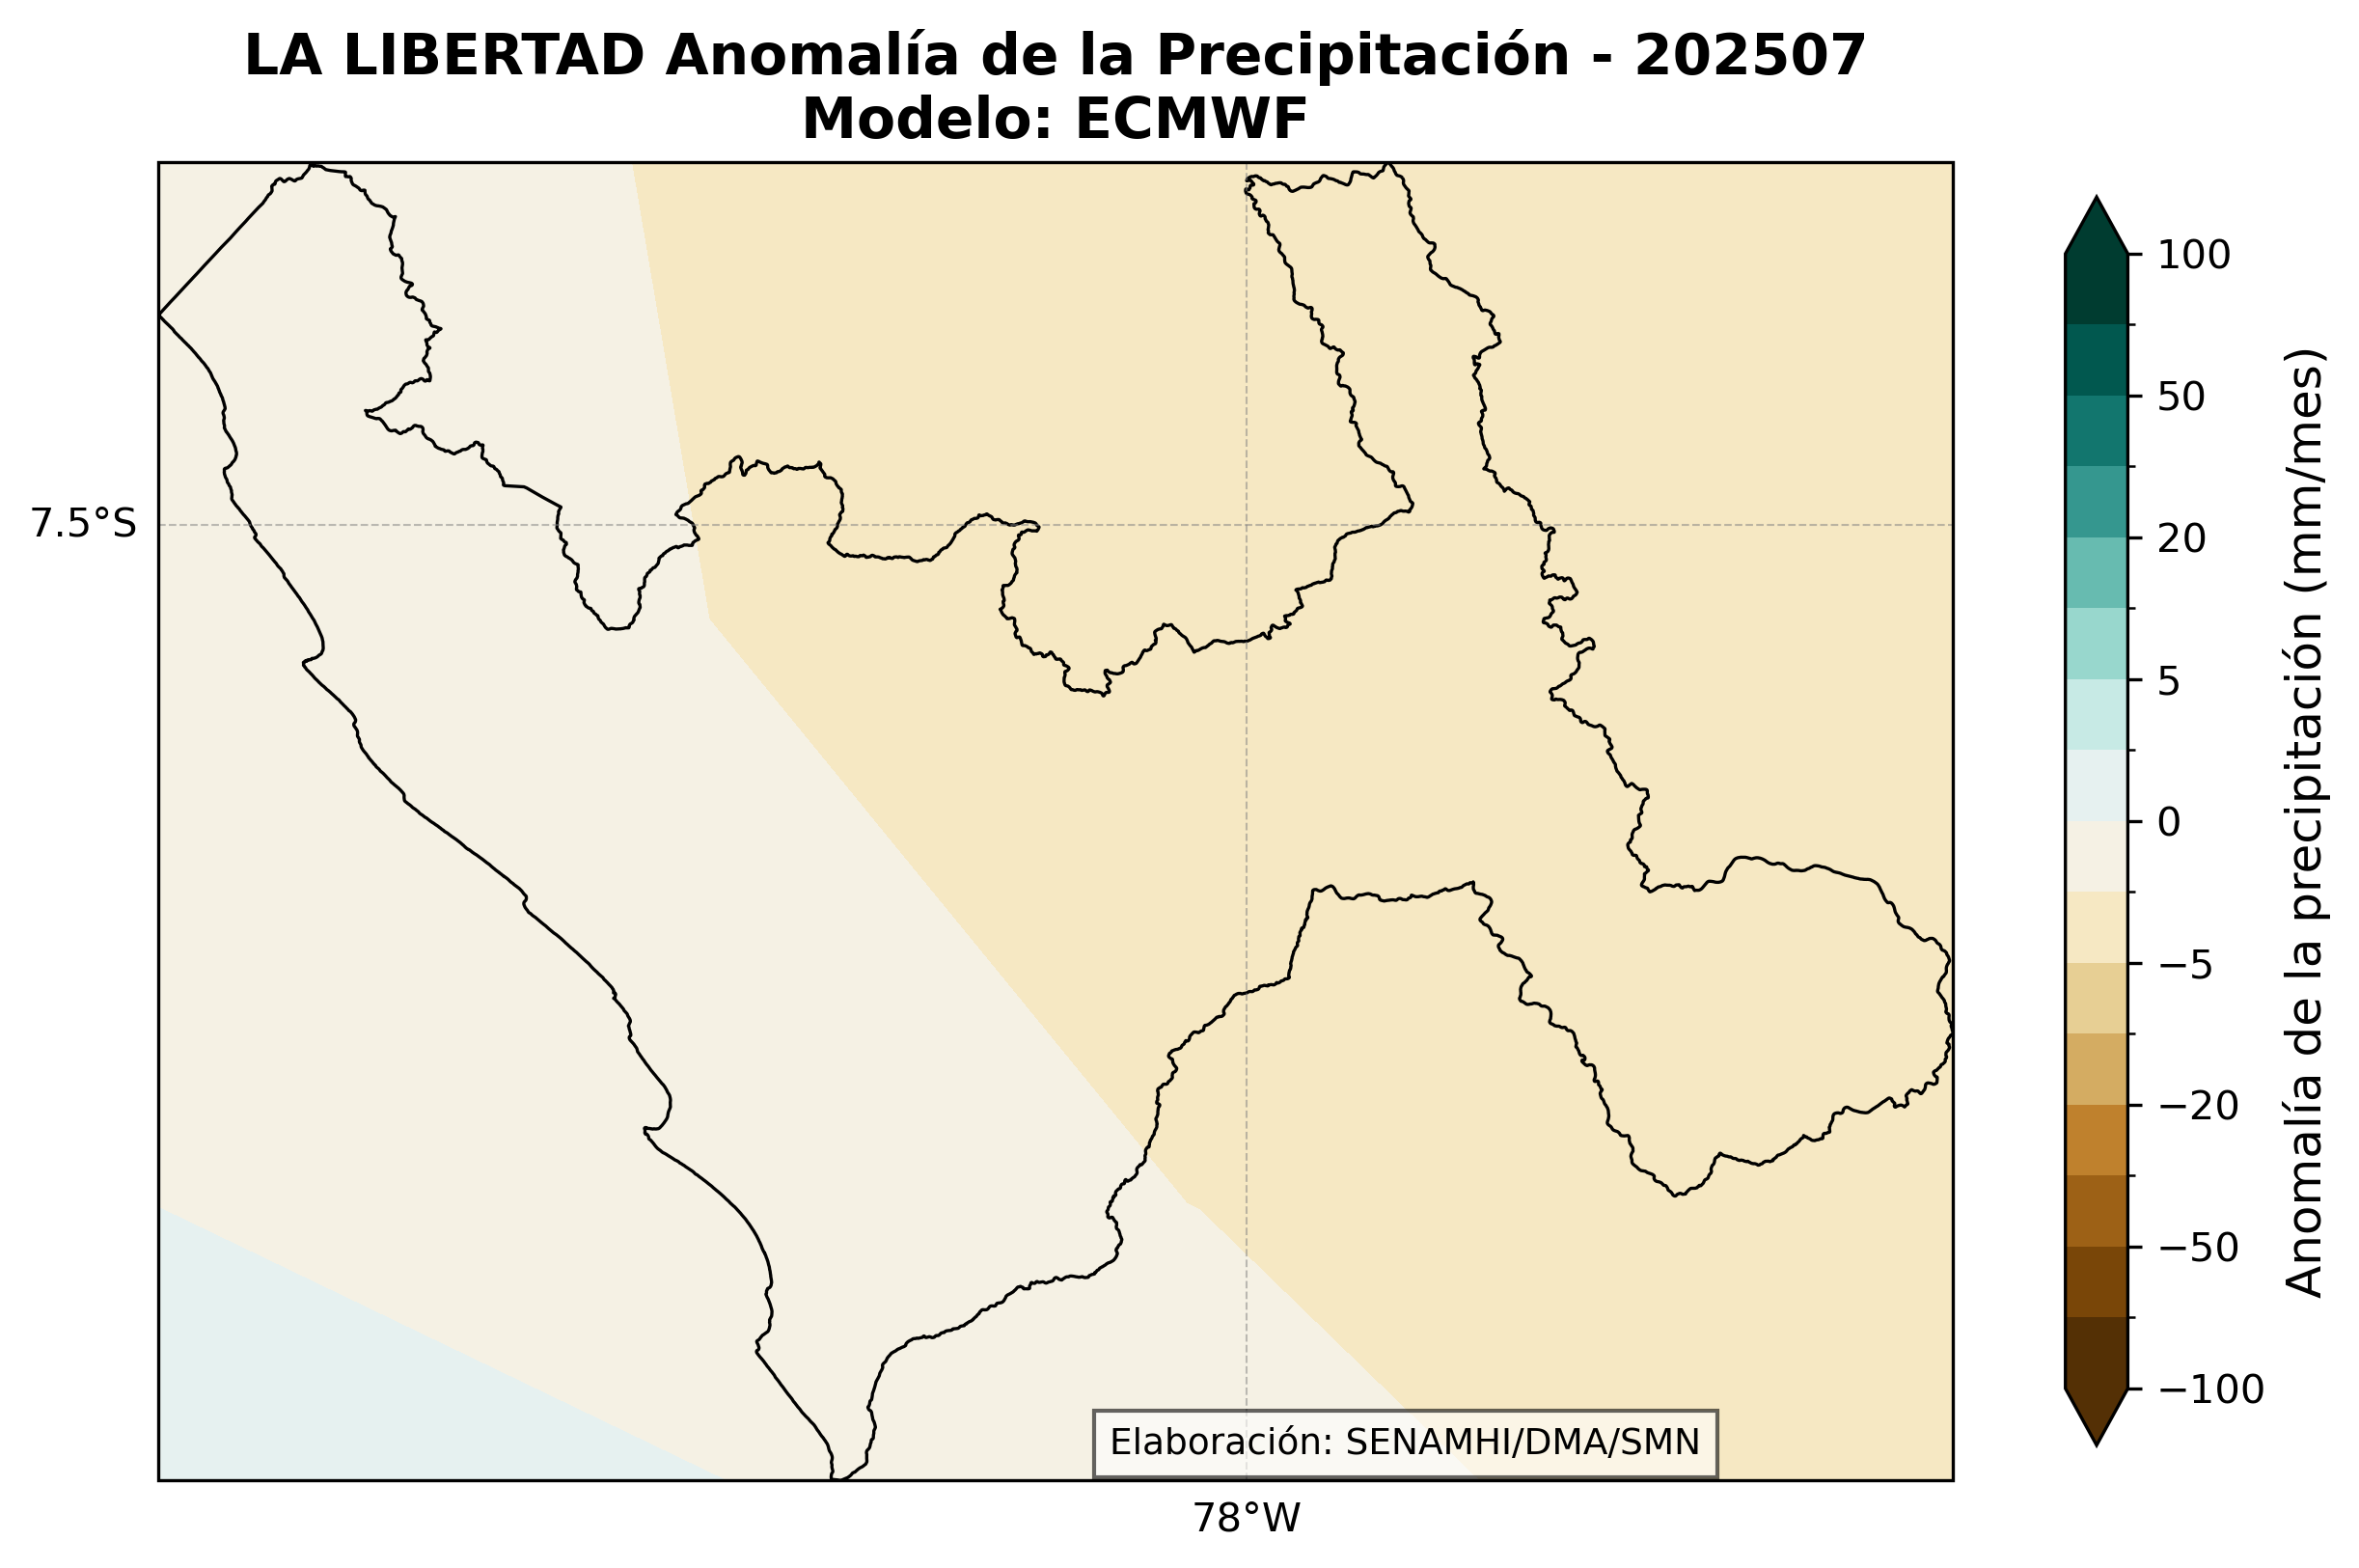 LA LIBERTAD Anomalía de la Precipitación - 202507
Modelo: ECMWF
7.5°S
78°W
Elaboración: SENAMHI/DMA/SMN
100
50
20
5
0
−5
−20
−50
−100
Anomalía de la precipitación (mm/mes)